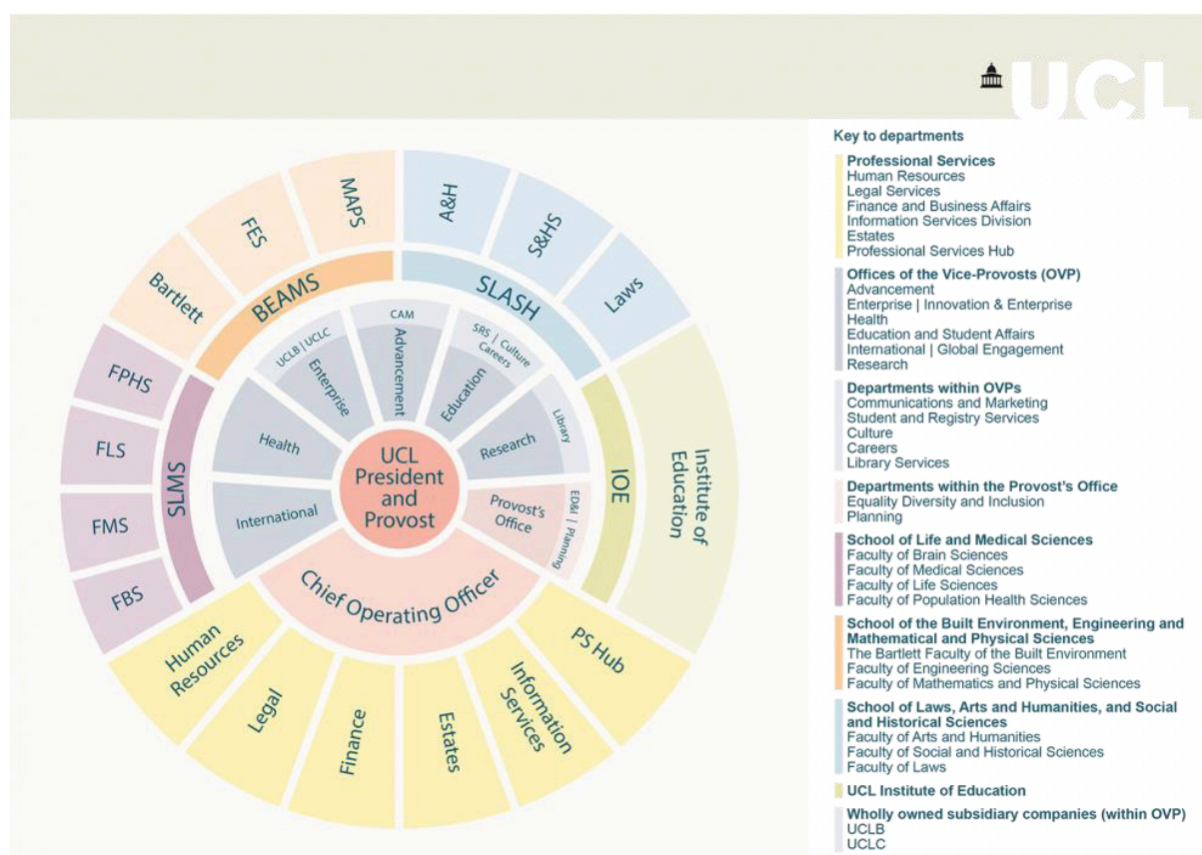 UCL
MAPS
A&H
FES
S&HS
Bartlett
Laws
BEAMS
SLASH
FPHS
FLS
FMS
FBS
SLMS
IOE
Institute of
Education
UCLB | UCLC
CAM
SRS | Culture
Careers
Library
ED&I | Planning
Enterprise
Advancement
Education
Health
Research
International
Provost's
Office
UCL
President
and
Provost
Chief Operating Officer
Human
Resources
Legal
Finance
Estates
Information
Services
PS Hub
Key to departments
Professional Services
Human Resources
Legal Services
Finance and Business Affairs
Information Services Division
Estates
Professional Services Hub
Offices of the Vice-Provosts (OVP)
Advancement
Enterprise | Innovation & Enterprise
Health
Education and Student Affairs
International | Global Engagement
Research
Departments within OVPs
Communications and Marketing
Student and Registry Services
Culture
Careers
Library Services
Departments within the Provost's Office
Equality Diversity and Inclusion
Planning
School of Life and Medical Sciences
Faculty of Brain Sciences
Faculty of Medical Sciences
Faculty of Life Sciences
Faculty of Population Health Sciences
School of the Built Environment, Engineering and
Mathematical and Physical Sciences
The Bartlett Faculty of the Built Environment
Faculty of Engineering Sciences
Faculty of Mathematics and Physical Sciences
School of Laws, Arts and Humanities, and Social
and Historical Sciences
Faculty of Arts and Humanities
Faculty of Social and Historical Sciences
Faculty of Laws
UCL Institute of Education
Wholly owned subsidiary companies (within OVP)
UCLB
UCLC